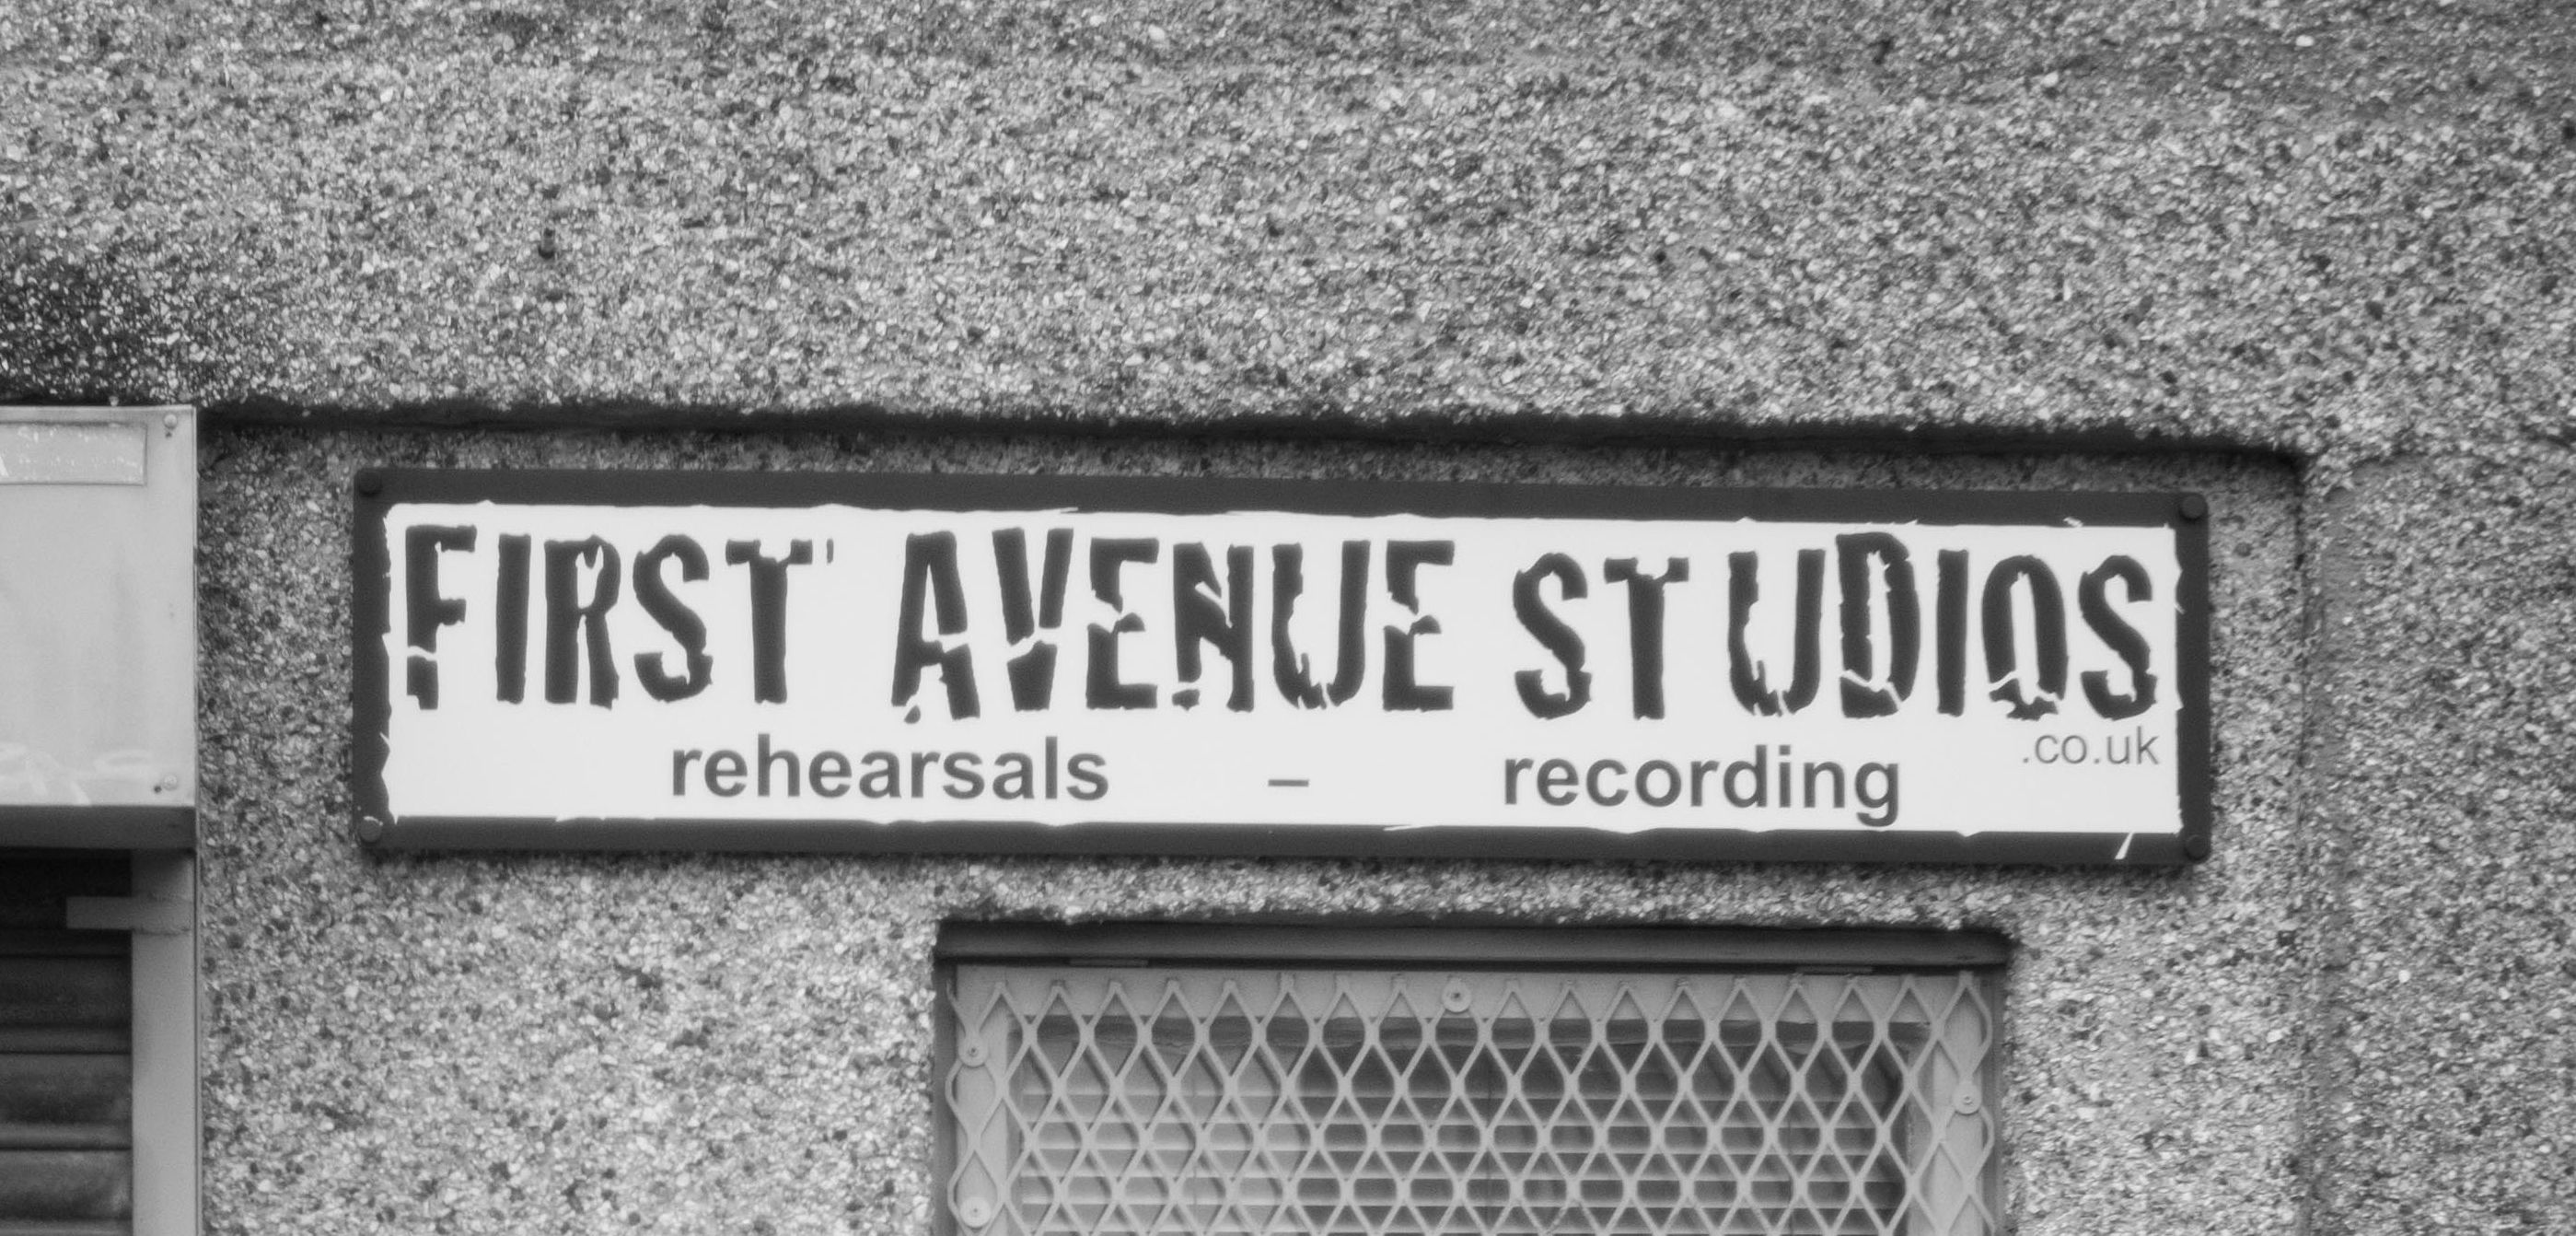 FIRST AVENUE STUDIOS
.co.uk
rehearsals – recording